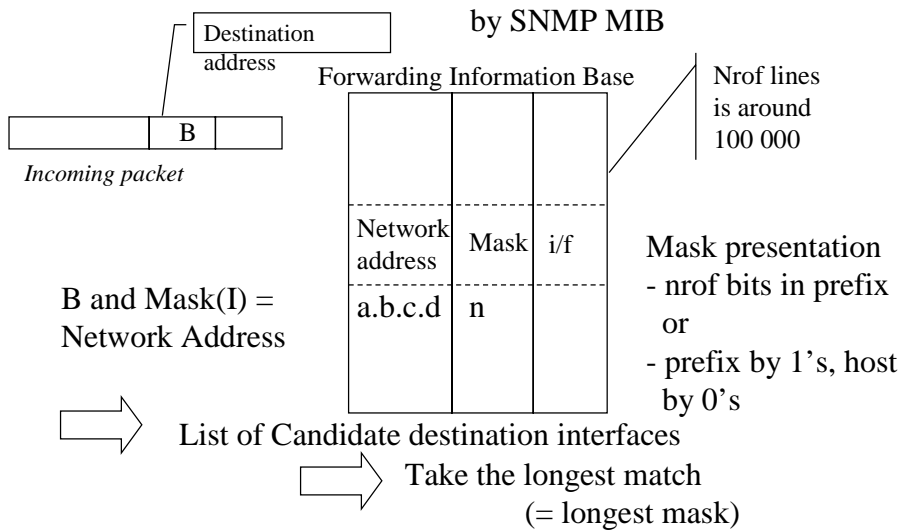 by SNMP MIB
Destination
address
Forwarding Information Base
Nrof lines
is around
100 000
B
Incoming packet
Network
address
Mask
i/f
a.b.c.d
n
Mask presentation
- nrof bits in prefix
or
- prefix by 1’s, host
by 0’s
B and Mask(I) =
Network Address
List of Candidate destination interfaces
Take the longest match
(= longest mask)